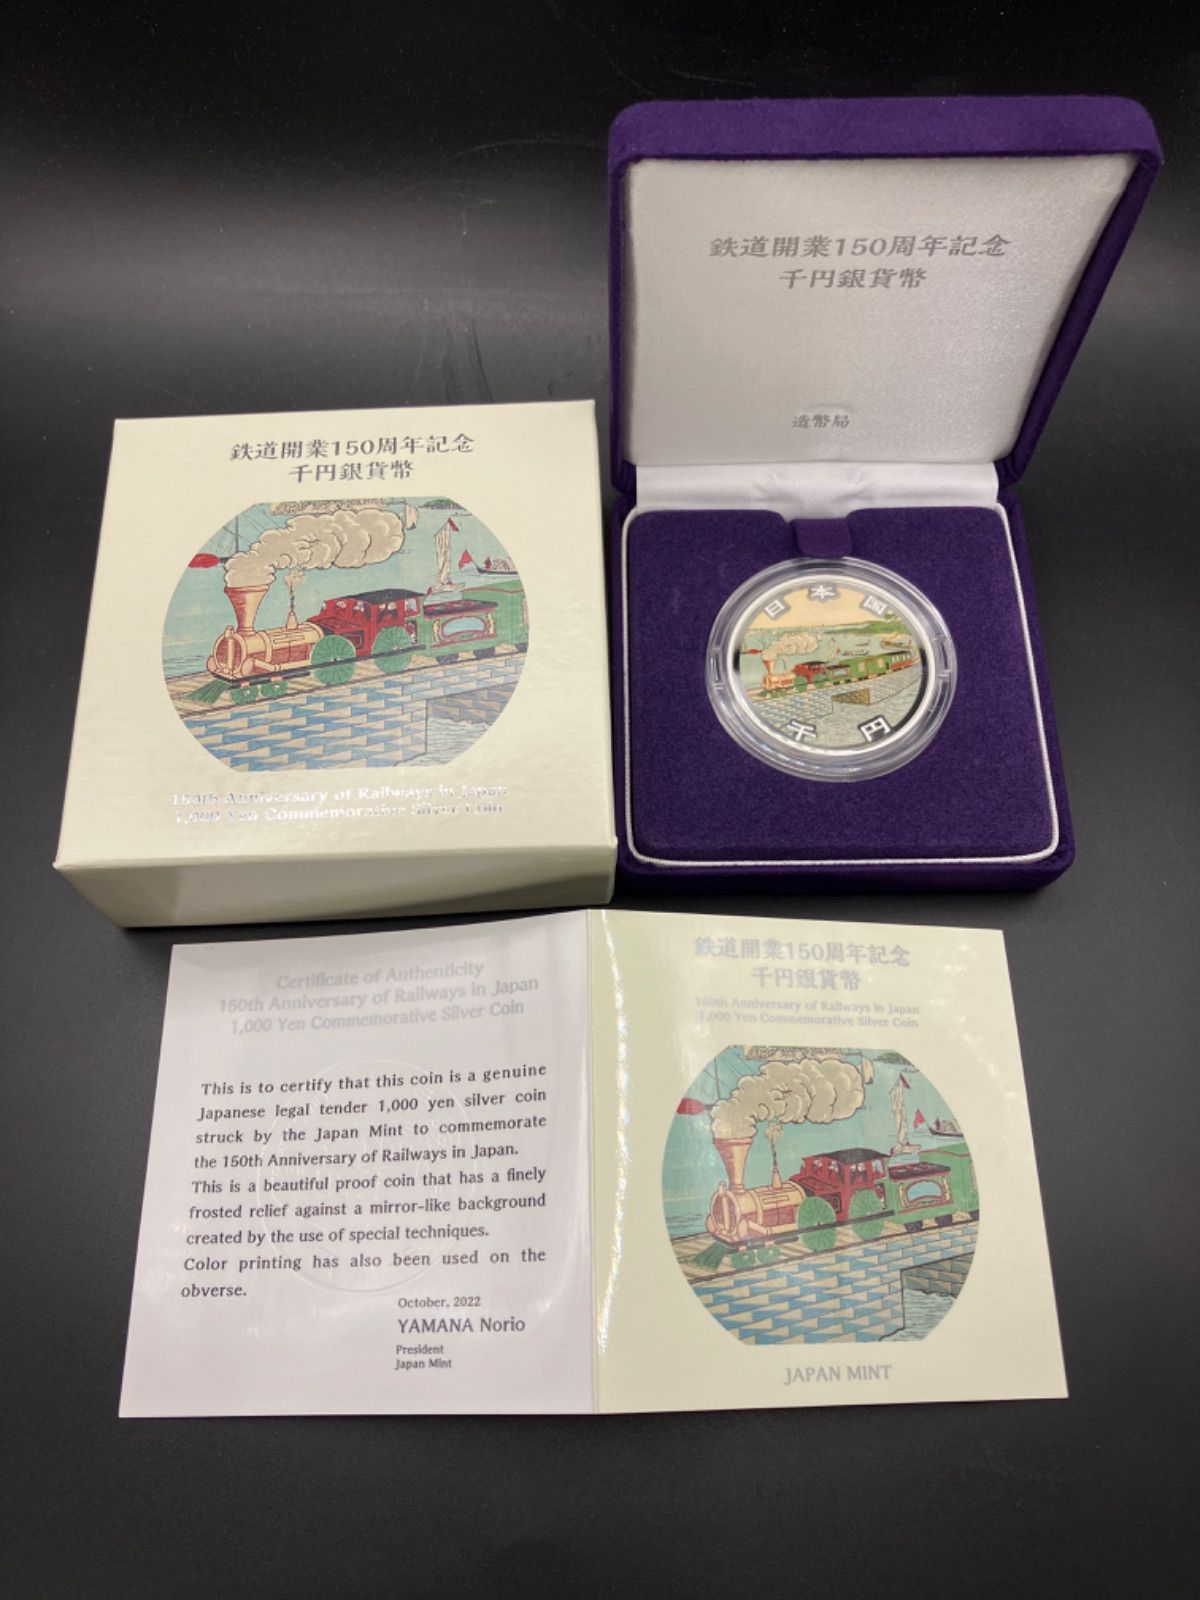 鉄道開業150周年記念
千円銀貨幣
造幣局
鉄道開業150周年記念
千円銀貨幣
150th Anniversary of Railways in Japan
1,000 Yen Commemorative Silver Coin
日本国
千円
Certificate of Authenticity
150th Anniversary of Railways in Japan
1,000 Yen Commemorative Silver Coin
This is to certify that this coin is a genuine
Japanese legal tender 1,000 yen silver coin
struck by the Japan Mint to commemorate
the 150th Anniversary of Railways in Japan.
This is a beautiful proof coin that has a finely
frosted relief against a mirror-like background
created by the use of special techniques.
Color printing has also been used on the
obverse.
October, 2022
YAMANA Norio
President
Japan Mint
鉄道開業150周年記念
千円銀貨幣
150th Anniversary of Railways in Japan
1,000 Yen Commemorative Silver Coin
JAPAN MINT